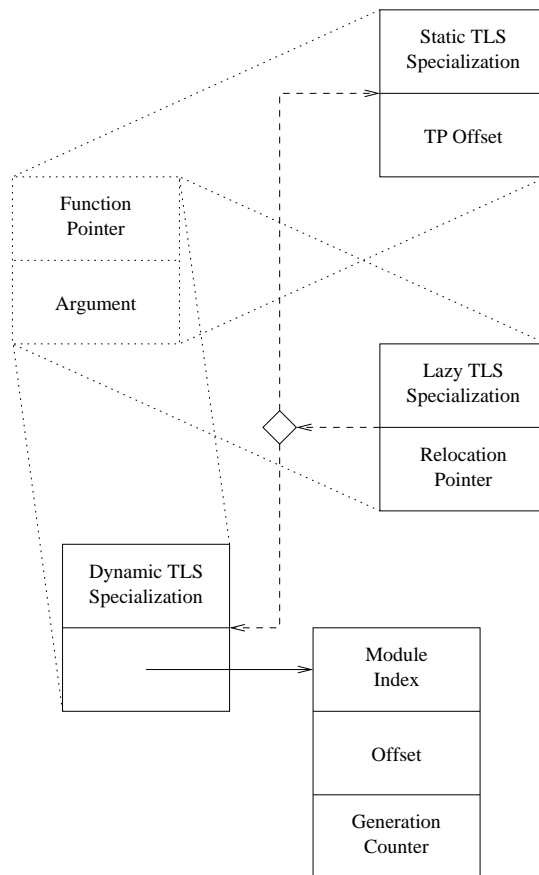 Static TLS
Specialization
TP Offset
Function
Pointer
Argument
Lazy TLS
Specialization
Relocation
Pointer
Dynamic TLS
Specialization
Module
Index
Offset
Generation
Counter